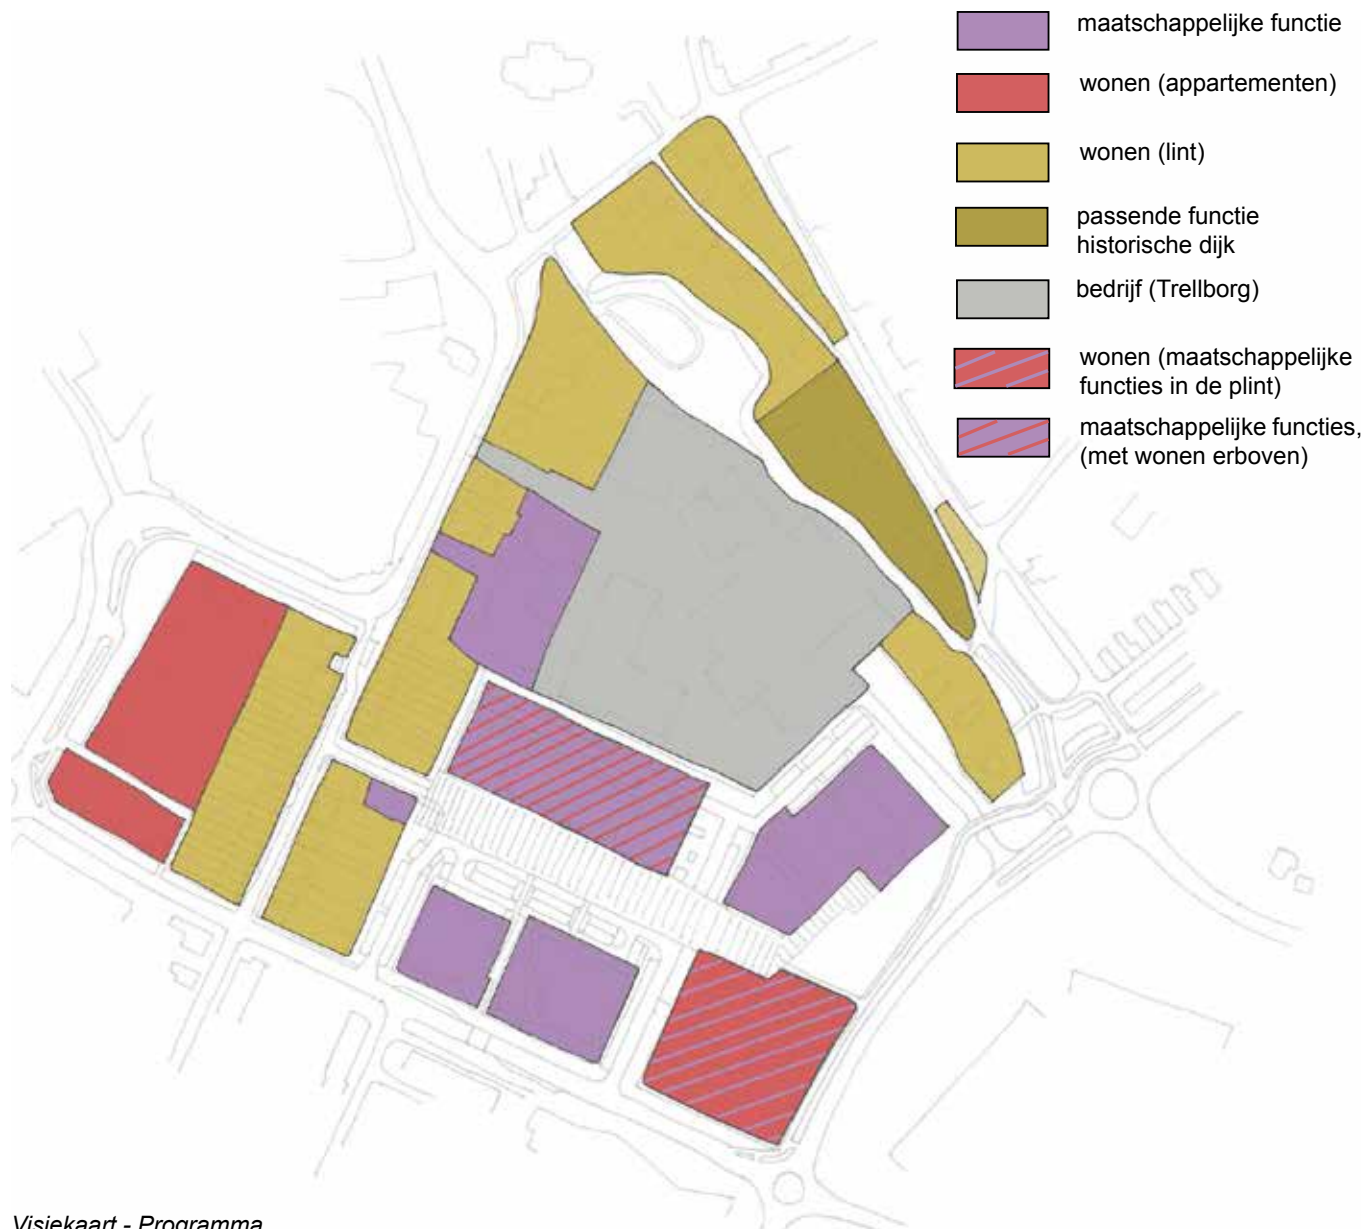 maatschappelijke functie
wonen (appartementen)
wonen (lint)
passende functie
historische dijk
bedrijf (Trellborg)
wonen (maatschappelijke
functies in de plint)
maatschappelijke functies,
(met wonen erboven)
Visiekaart - Programma